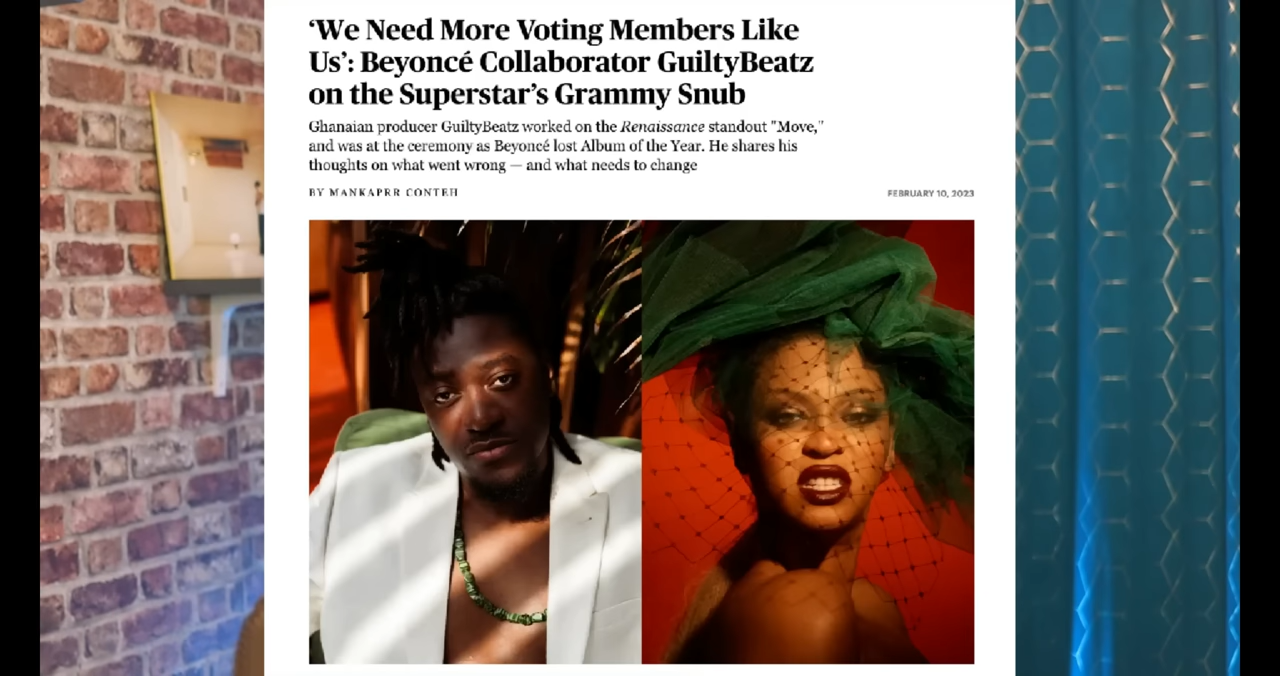 ‘We Need More Voting Members Like
Us’: Beyoncé Collaborator GuiltyBeatz
on the Superstar’s Grammy Snub
Ghanaian producer GuiltyBeatz worked on the Renaissance standout "Move,"
and was at the ceremony as Beyoncé lost Album of the Year. He shares his
thoughts on what went wrong — and what needs to change
BY MANKAPRR CONTEH
FEBRUARY 10, 2023